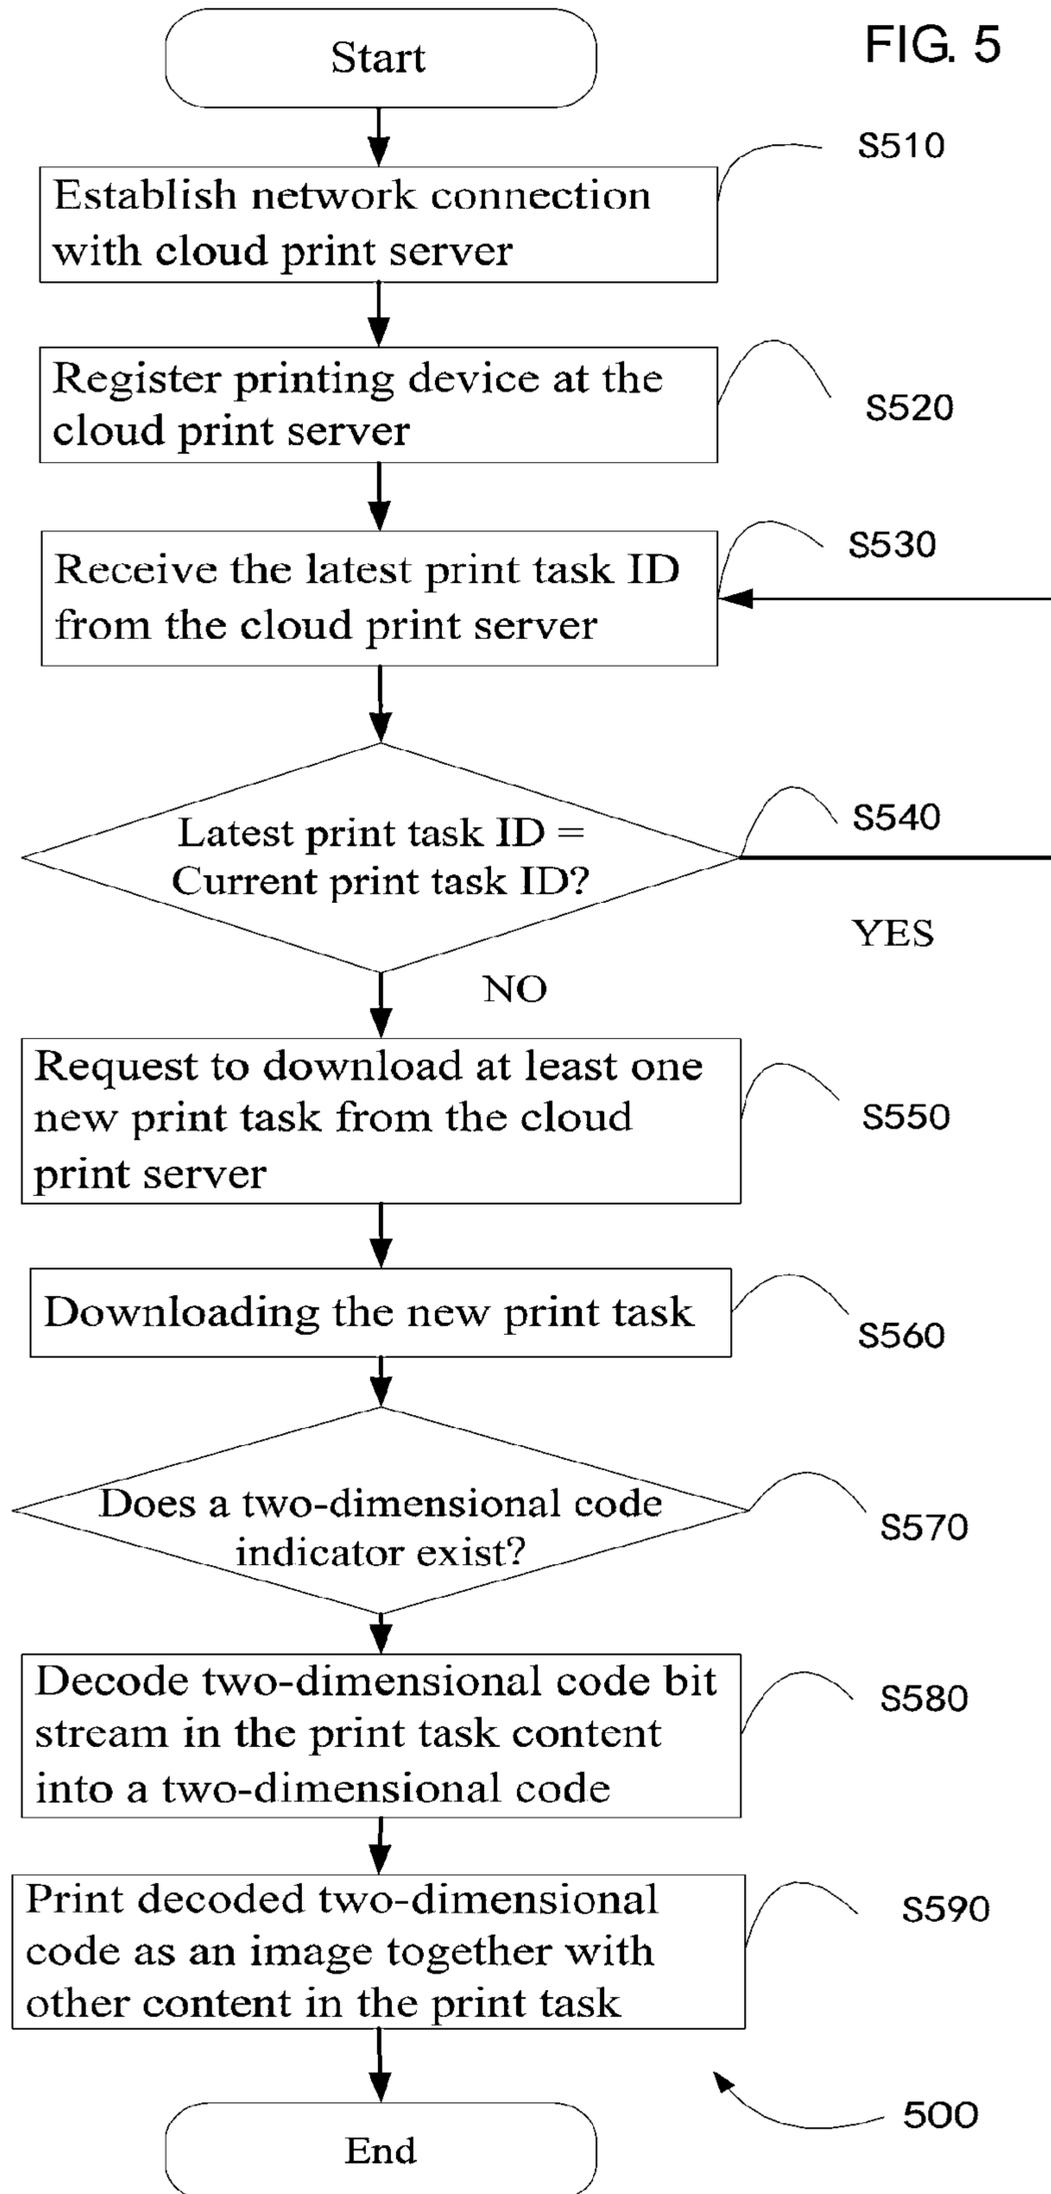 FIG. 5
Start
S510
Establish network connection
with cloud print server
Register printing device at the
cloud print server
S520
S530
Receive the latest print task ID
from the cloud print server
S540
Latest print task ID =
Current print task ID?
YES
NO
Request to download at least one
new print task from the cloud
print server
S550
Downloading the new print task
S560
Does a two-dimensional code
indicator exist?
S570
Decode two-dimensional code bit
stream in the print task content
into a two-dimensional code
S580
Print decoded two-dimensional
code as an image together with
other content in the print task
S590
500
End